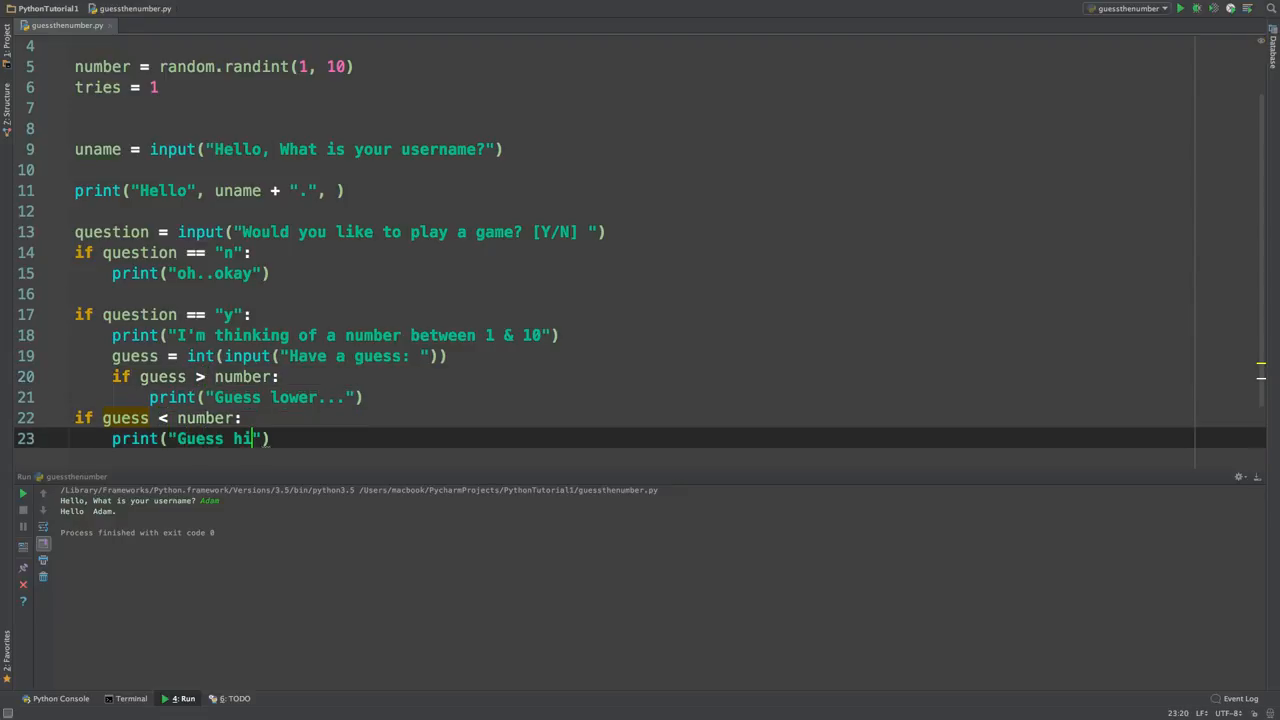 PythonTutorial1 guessthenumber.py guessthenumber
guessthenumber.py
1: Project
Z: Structure
2: Favorites
Database
4
5 number = random.randint(1, 10)
6 tries = 1
7
8
9 uname = input("Hello, What is your username?")
10
11 print("Hello", uname + ".", )
12
13 question = input("Would you like to play a game? [Y/N] ")
14 if question == "n":
15 print("oh..okay")
16
17 if question == "y":
18 print("I'm thinking of a number between 1 & 10")
19 guess = int(input("Have a guess: "))
20 if guess > number:
21 print("Guess lower...")
22 if guess < number:
23 print("Guess hi")
Run guessthenumber
/Library/Frameworks/Python.framework/Versions/3.5/bin/python3.5 /Users/macbook/PycharmProjects/PythonTutorial1/guessthenumber.py
Hello, What is your username? Adam
Hello  Adam.
Process finished with exit code 0
Python Console Terminal 4: Run 6: TODO Event Log
23:20 LF÷ UTF-8÷